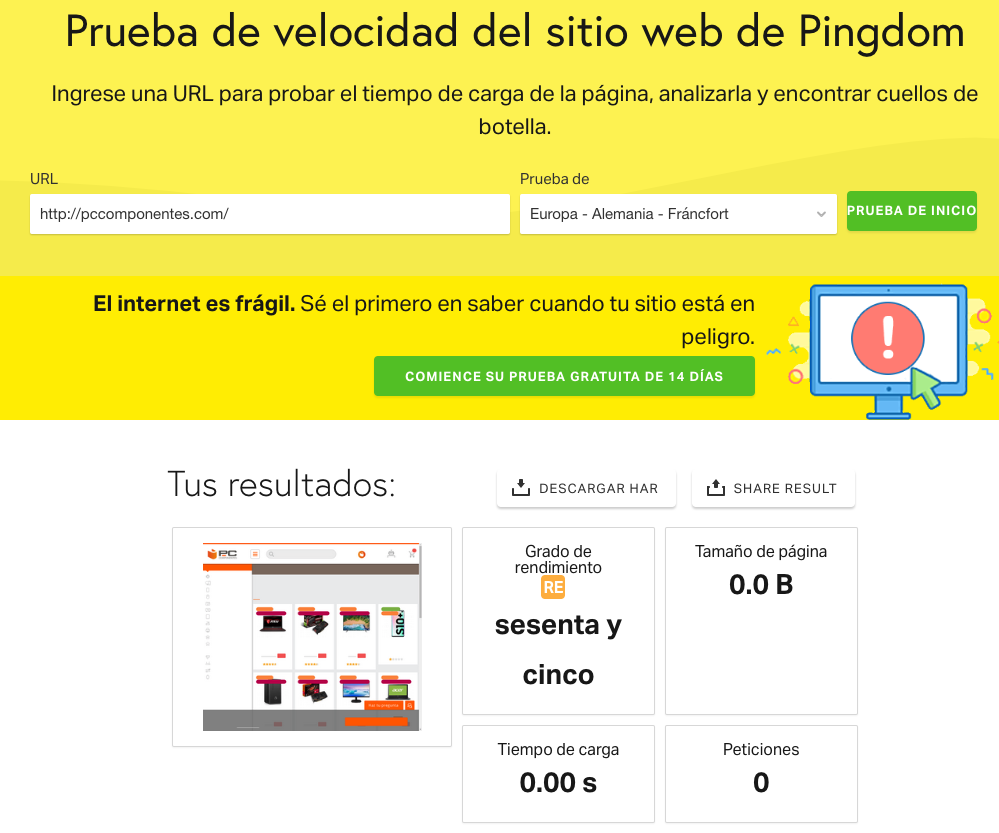 Prueba de velocidad del sitio web de Pingdom
Ingrese una URL para probar el tiempo de carga de la página, analizarla y encontrar cuellos de
botella.
URL
Prueba de
http://pccomponentes.com/
Europa - Alemania - Fráncfort
PRUEBA DE INICIO
El internet es frágil. Sé el primero en saber cuando tu sitio está en
peligro.
COMIENCE SU PRUEBA GRATUITA DE 14 DÍAS
Tus resultados:
DESCARGAR HAR
SHARE RESULT
PC
Grado de
rendimiento
RE
sesenta y
cinco
Tamaño de página
0.0 B
Tiempo de carga
0.00 s
Peticiones
0